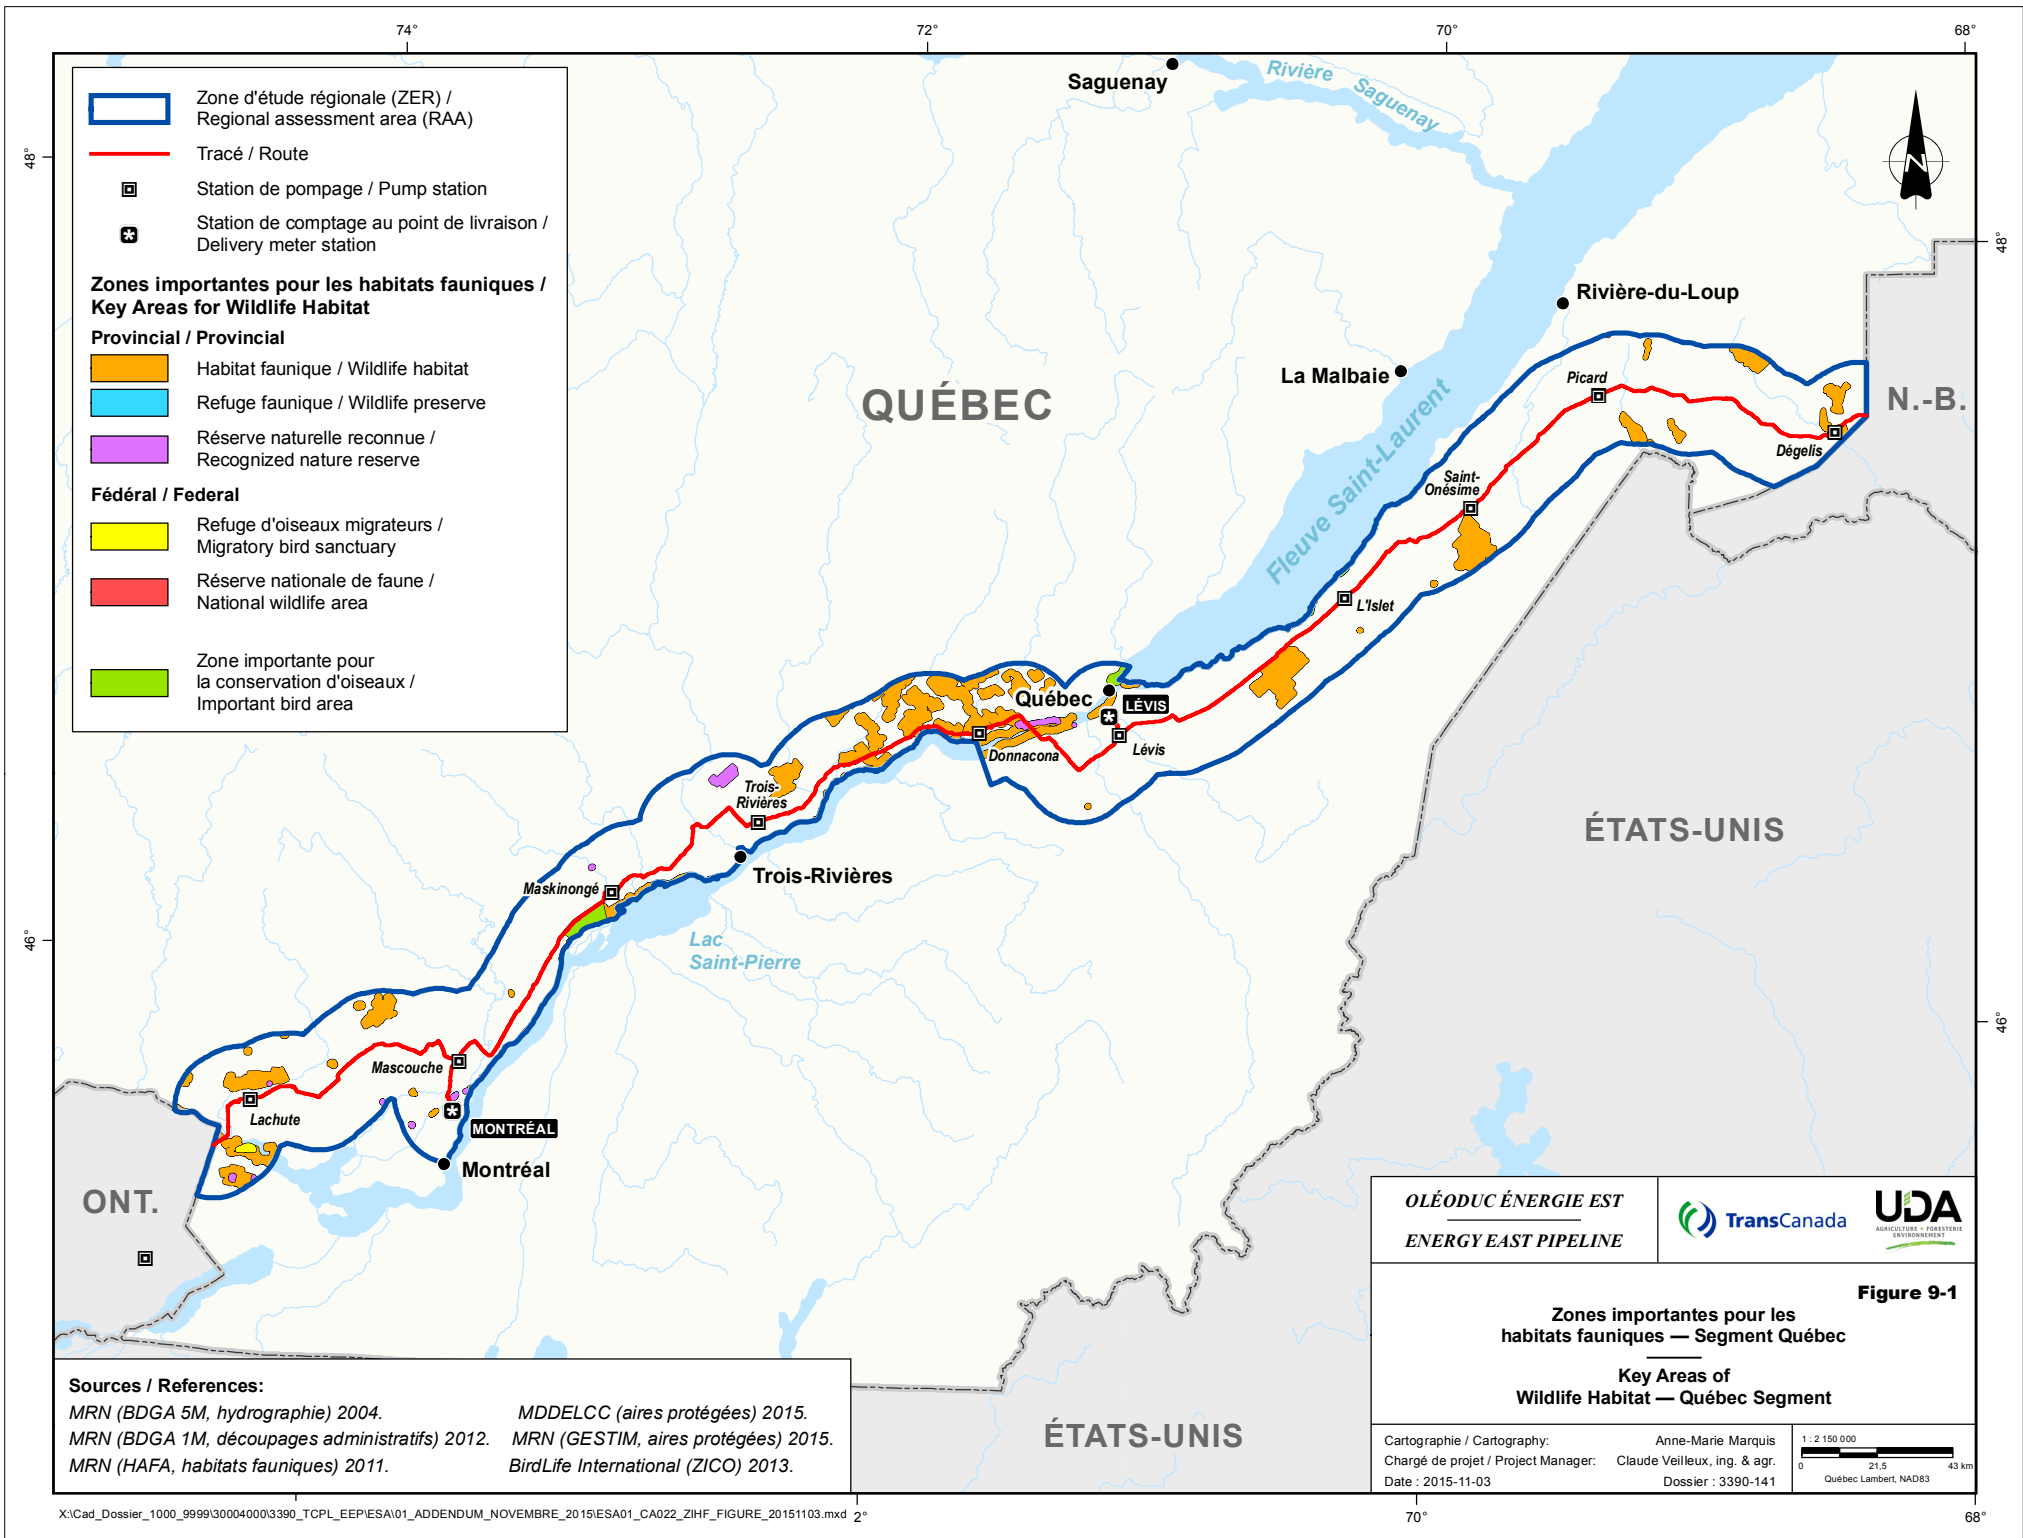 74°
72°
70°
68°
48°
46°
48°
46°
Zone d'étude régionale (ZER) /
Regional assessment area (RAA)
Tracé / Route
Station de pompage / Pump station
Station de comptage au point de livraison /
Delivery meter station
Zones importantes pour les habitats fauniques /
Key Areas for Wildlife Habitat
Provincial / Provincial
Habitat faunique / Wildlife habitat
Refuge faunique / Wildlife preserve
Réserve naturelle reconnue /
Recognized nature reserve
Fédéral / Federal
Refuge d'oiseaux migrateurs /
Migratory bird sanctuary
Réserve nationale de faune /
National wildlife area
Zone importante pour
la conservation d'oiseaux /
Important bird area
Saguenay
Rivière
Saguenay
N
Rivière-du-Loup
La Malbaie
QUÉBEC
Picard
N.-B.
Dégelis
Fleuve Saint-Laurent
Saint-
Onésime
L'Islet
Québec
LÉVIS
Lévis
Donnacona
Trois-
Rivières
Trois-Rivières
Maskinongé
Lac
Saint-Pierre
ÉTATS-UNIS
Mascouche
Lachute
MONTRÉAL
Montréal
ONT.
ÉTATS-UNIS
OLÉODUC ÉNERGIE EST
ENERGY EAST PIPELINE
TransCanada
UDA
AGRICULTURE • FORESTERIE
ENVIRONNEMENT
Figure 9-1
Zones importantes pour les
habitats fauniques — Segment Québec
Key Areas of
Wildlife Habitat — Québec Segment
Cartographie / Cartography: Anne-Marie Marquis
Chargé de projet / Project Manager: Claude Veilleux, ing. & agr.
Date : 2015-11-03 Dossier : 3390-141
1 : 2 150 000
0 21,5 43 km
Québec Lambert, NAD83
Sources / References:
MRN (BDGA 5M, hydrographie) 2004. MDDELCC (aires protégées) 2015.
MRN (BDGA 1M, découpages administratifs) 2012. MRN (GESTIM, aires protégées) 2015.
MRN (HAFA, habitats fauniques) 2011. BirdLife International (ZICO) 2013.
X:\Cad_Dossier_1000_9999\30004000\3390_TCPL_EEP\ESA\01_ADDENDUM_NOVEMBRE_2015\ESA01_CA022_ZIHF_FIGURE_20151103.mxd
2°
70°
68°